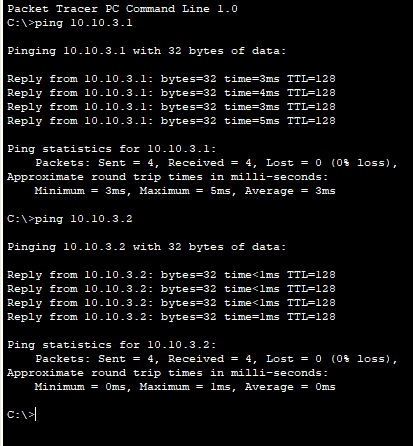 Packet Tracer PC Command Line 1.0
C:\>ping 10.10.3.1
Pinging 10.10.3.1 with 32 bytes of data:
Reply from 10.10.3.1: bytes=32 time=3ms TTL=128
Reply from 10.10.3.1: bytes=32 time=4ms TTL=128
Reply from 10.10.3.1: bytes=32 time=3ms TTL=128
Reply from 10.10.3.1: bytes=32 time=5ms TTL=128
Ping statistics for 10.10.3.1:
    Packets: Sent = 4, Received = 4, Lost = 0 (0% loss),
Approximate round trip times in milli-seconds:
    Minimum = 3ms, Maximum = 5ms, Average = 3ms
C:\>ping 10.10.3.2
Pinging 10.10.3.2 with 32 bytes of data:
Reply from 10.10.3.2: bytes=32 time<1ms TTL=128
Reply from 10.10.3.2: bytes=32 time<1ms TTL=128
Reply from 10.10.3.2: bytes=32 time<1ms TTL=128
Reply from 10.10.3.2: bytes=32 time=1ms TTL=128
Ping statistics for 10.10.3.2:
    Packets: Sent = 4, Received = 4, Lost = 0 (0% loss),
Approximate round trip times in milli-seconds:
    Minimum = 0ms, Maximum = 1ms, Average = 0ms
C:\>